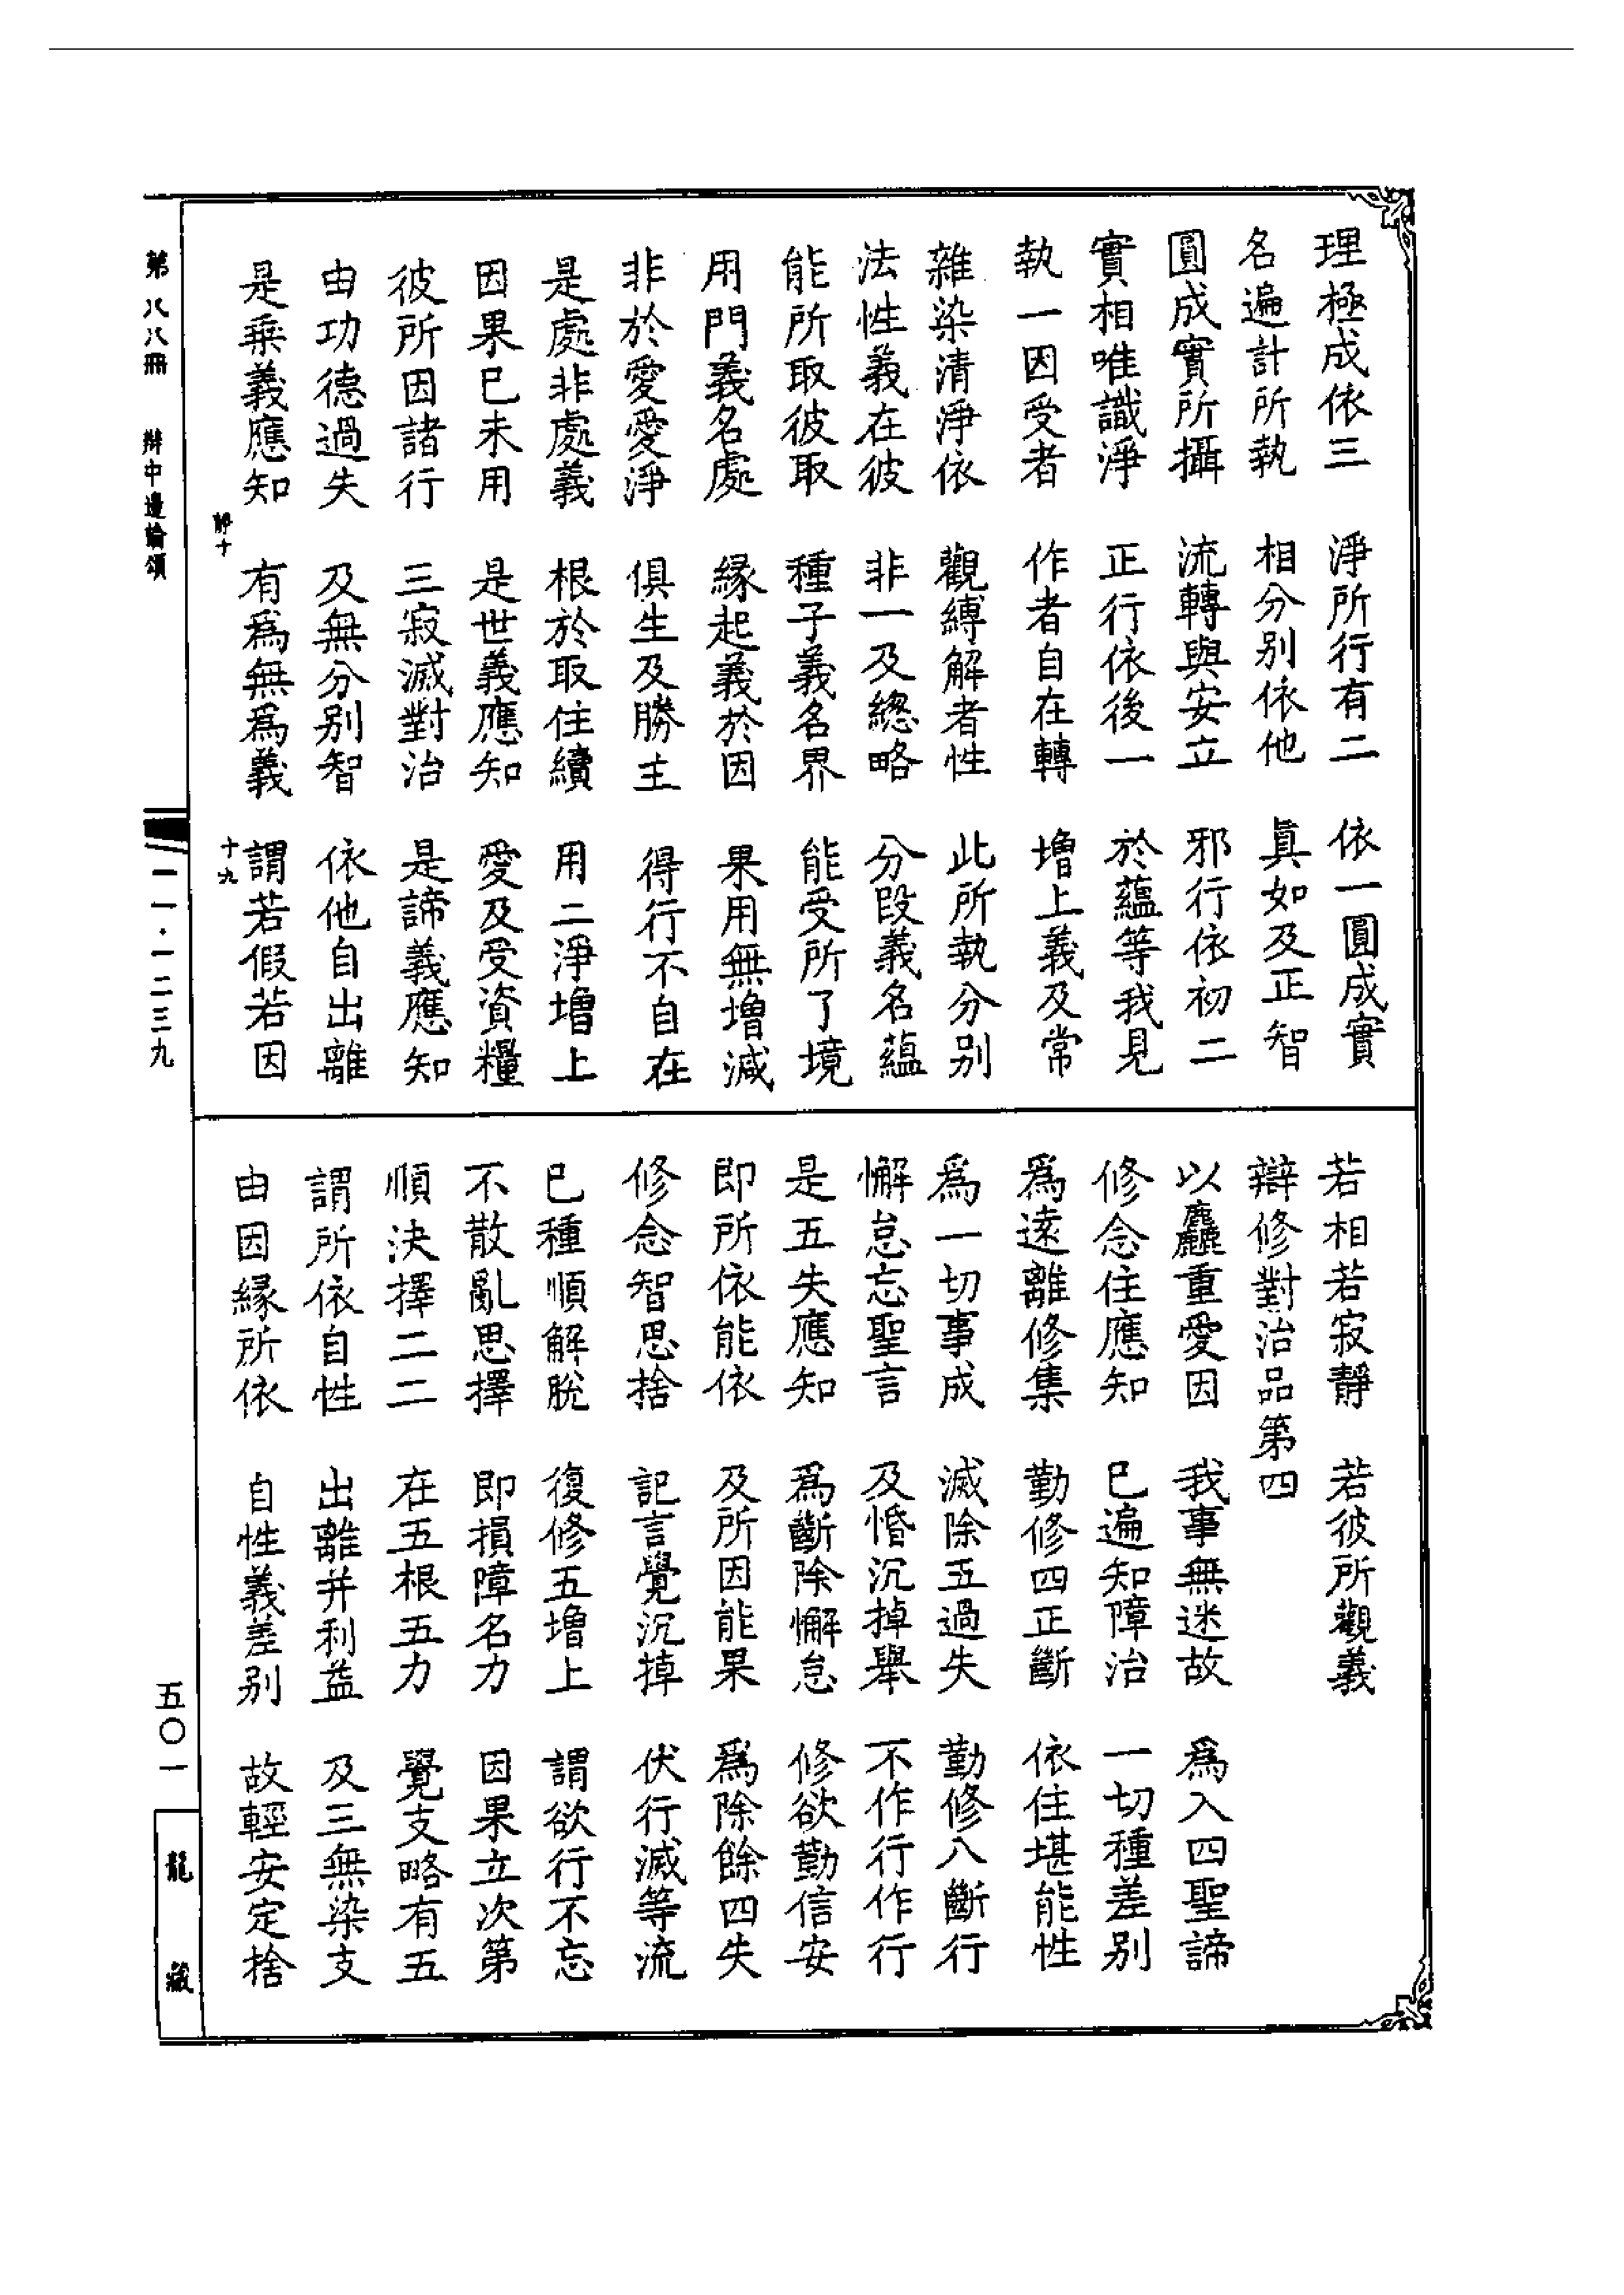 理極成依三　淨所行有二　依一圓成實
名遍計所執　相分别依他　真如及正智
圓成實所攝　流轉與安立　邪行依初二
實相唯識淨　正行依後一　於蘊等我見
執一因受者　作者自在轉　增上義及常
雜染清淨依　觀縛解者性　此所執分别
法性義在彼　非一及總略　分段義名蘊
能所取彼取　種子義名界　能受所了境
用門義名處　緣起義於因　果用無增減
非於愛愛淨　俱生及勝主　得行不自在
是處非處義　根於取住續　用二淨增上
因果已未用　是世義應知　愛及受資糧
彼所因諸行　三寂滅對治　是諦義應知
由功德過失　及無分别智　依他自出離
是乘義應知　有爲無爲義　謂若假若因
靜十
十九
若相若寂靜　若彼所觀義
辯修對治品第四
以麤重愛因　我事無迷故　爲入四聖諦
修念住應知　已遍知障治　一切種差别
爲遠離修集　勤修四正斷　依住堪能性
爲一切事成　滅除五過失　勤修八斷行
懈怠忘聖言　及惛沉掉舉　不作行作行
是五失應知　爲斷除懈怠　修欲勤信安
即所依能依　及所因能果　爲除餘四失
修念智思捨　記言覺沉掉　伏行滅等流
已種順解脫　復修五增上　謂欲行不忘
不散亂思擇　即損障名力　因果立次第
順決擇二二　在五根五力　覺支略有五
謂所依自性　出離并利益　及三無染支
由因緣所依　自性義差别　故輕安定捨
第八八冊　辯中邊論頌
二一·一二三九
五〇一
龍藏